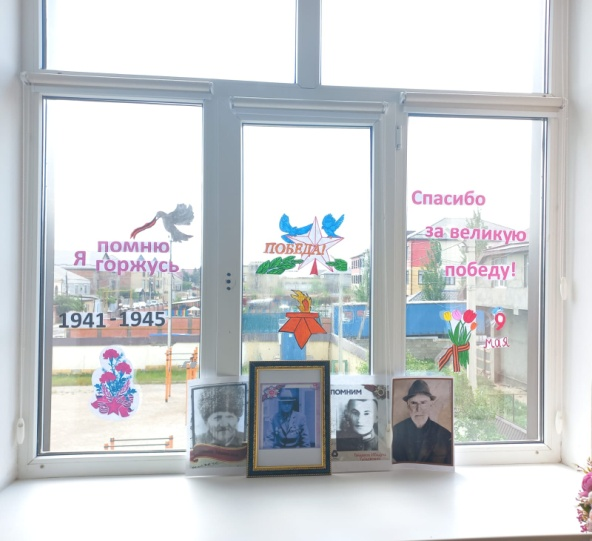 Я помню
горжусь
1941-1945
ПОБЕДА!
Спасибо
за великую
победу!
9
мая
ПОМНИМ